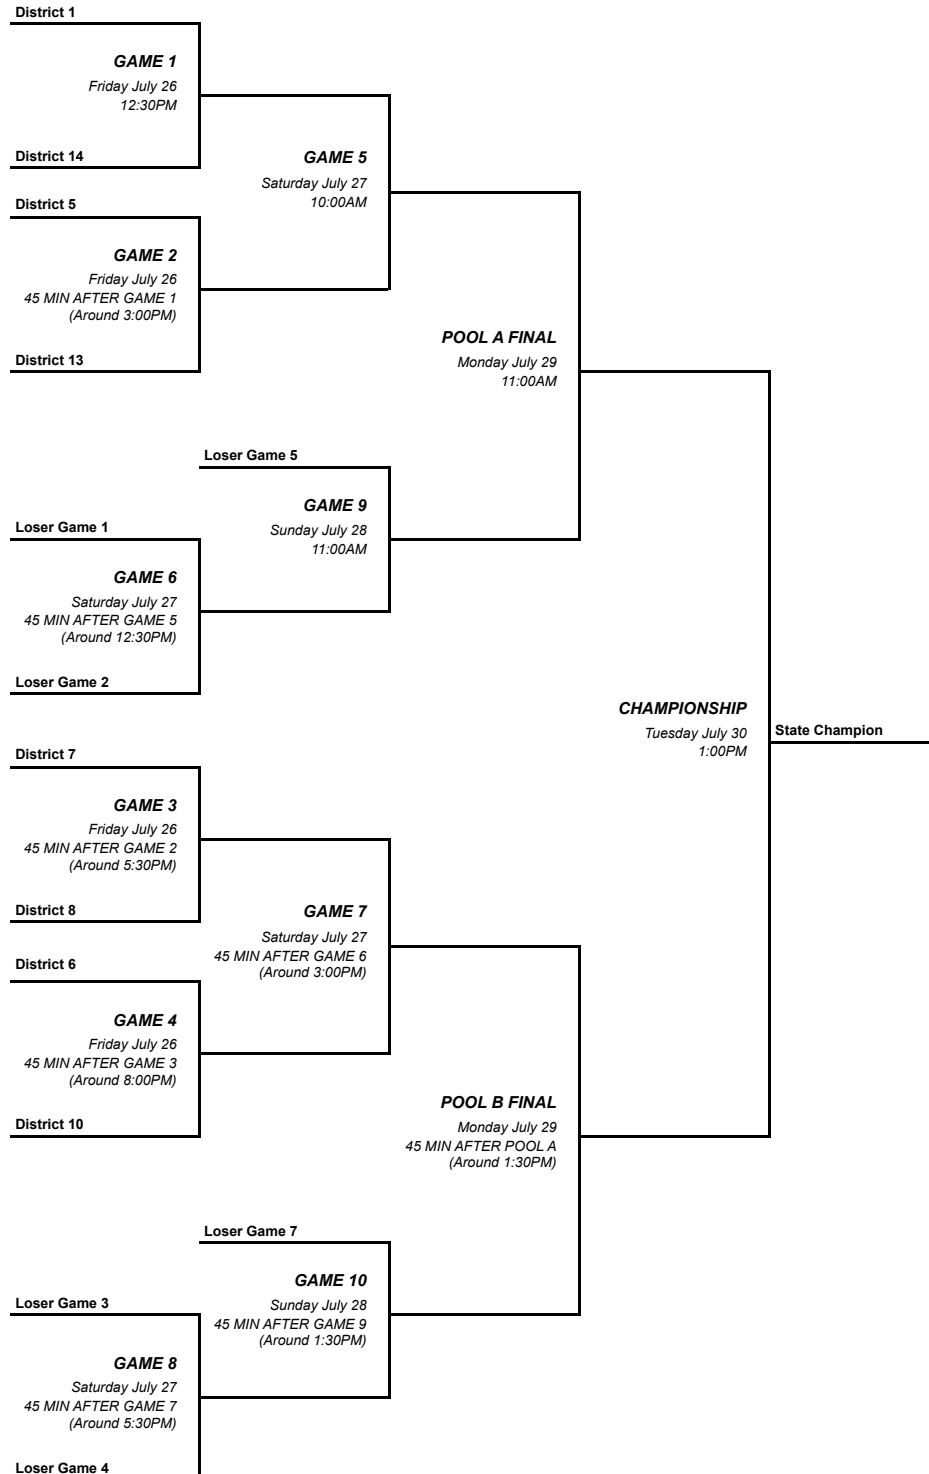 District 1
GAME 1
Friday July 26
12:30PM
District 14
GAME 5
Saturday July 27
10:00AM
District 5
GAME 2
Friday July 26
45 MIN AFTER GAME 1
(Around 3:00PM)
District 13
POOL A FINAL
Monday July 29
11:00AM
Loser Game 5
GAME 9
Sunday July 28
11:00AM
Loser Game 1
GAME 6
Saturday July 27
45 MIN AFTER GAME 5
(Around 12:30PM)
Loser Game 2
CHAMPIONSHIP
Tuesday July 30
1:00PM
State Champion
District 7
GAME 3
Friday July 26
45 MIN AFTER GAME 2
(Around 5:30PM)
District 8
GAME 7
Saturday July 27
45 MIN AFTER GAME 6
(Around 3:00PM)
District 6
GAME 4
Friday July 26
45 MIN AFTER GAME 3
(Around 8:00PM)
District 10
POOL B FINAL
Monday July 29
45 MIN AFTER POOL A
(Around 1:30PM)
Loser Game 7
GAME 10
Sunday July 28
45 MIN AFTER GAME 9
(Around 1:30PM)
Loser Game 3
GAME 8
Saturday July 27
45 MIN AFTER GAME 7
(Around 5:30PM)
Loser Game 4